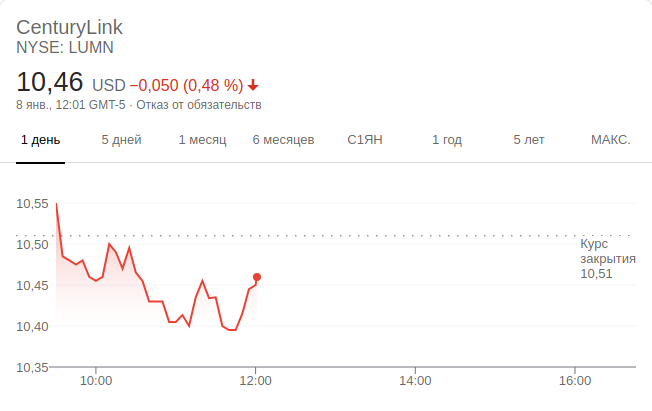 CenturyLink
NYSE: LUMN
10,46 USD −0,050 (0,48 %)
8 янв., 12:01 GMT-5 · Отказ от обязательств
1 день 5 дней 1 месяц 6 месяцев С1ЯН 1 год 5 лет МАКС.
10,55
10,50
10,45
10,40
10,35
Курс
закрытия
10,51
10:00 12:00 14:00 16:00